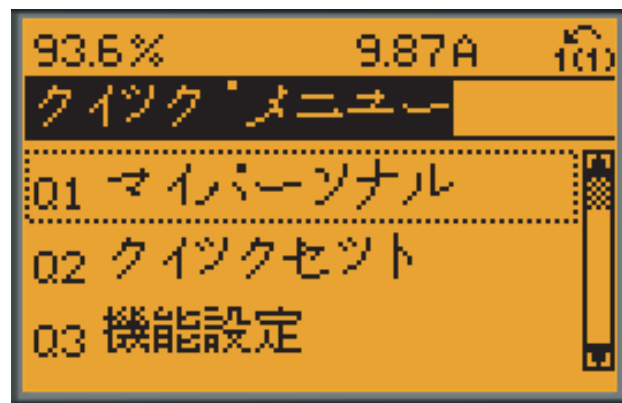 93.6% 9.87A 1(1)
クイック゛メニュー
Q1 マイパーソナル
Q2 クイックセット
Q3 機能設定